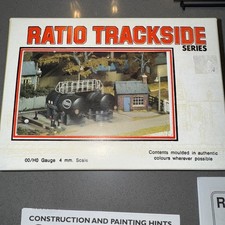 RATIO TRACKSIDE
SERIES
00/H0 Gauge 4 mm. Scale
Contents moulded in authentic
colours wherever possible
CONSTRUCTION AND PAINTING HINTS
R